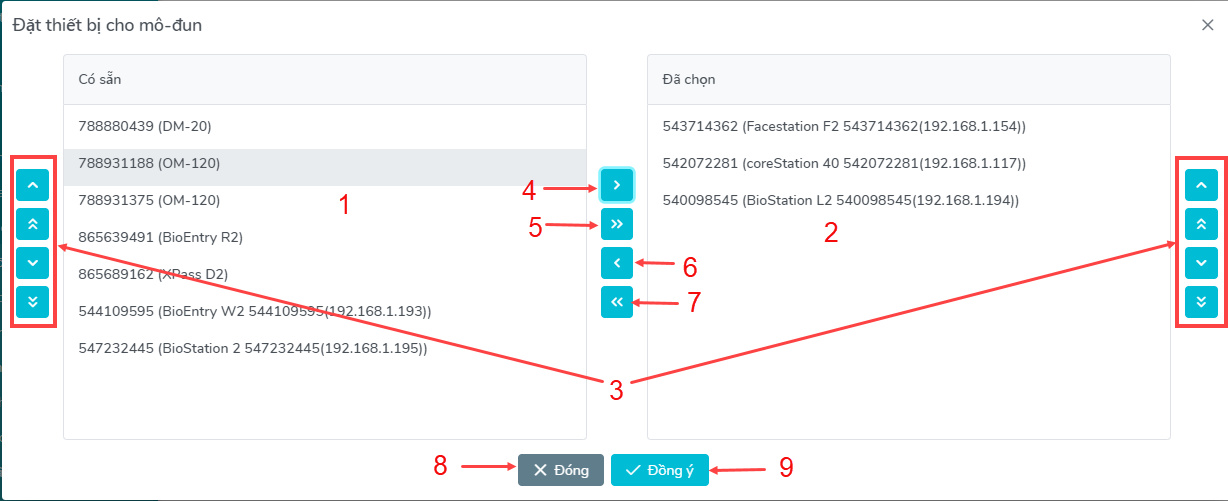 Đặt thiết bị cho mô-đun
Có sẵn
Đã chọn
788880439 (DM-20)
788931188 (OM-120)
788931375 (OM-120)
865639491 (BioEntry R2)
865689162 (XPass D2)
544109595 (BioEntry W2 544109595(192.168.1.193))
547232445 (BioStation 2 547232445(192.168.1.195))
1
543714362 (Facestation F2 543714362(192.168.1.154))
542072281 (coreStation 40 542072281(192.168.1.117))
540098545 (BioStation L2 540098545(192.168.1.194))
2
4
5
6
7
3
8
Đóng
Đồng ý
9